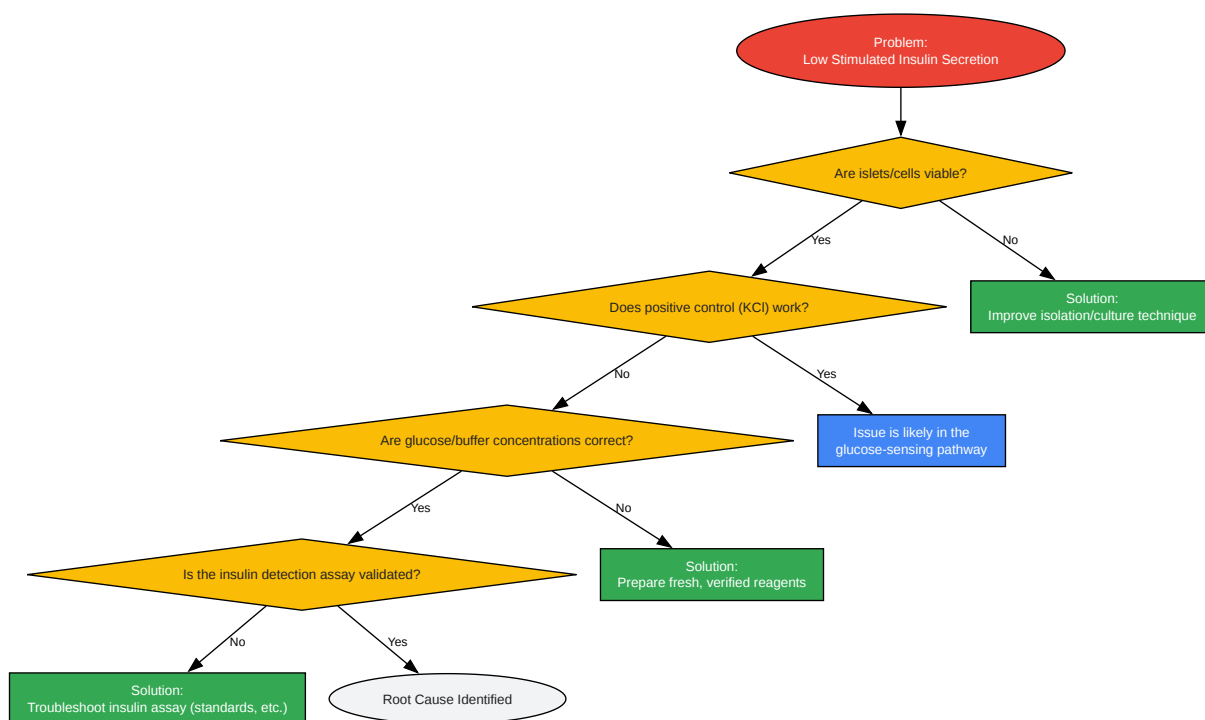 Problem:
Low Stimulated Insulin Secretion
Are islets/cells viable?
Yes
No
Does positive control (KCl) work?
Solution:
Improve isolation/culture technique
No
Yes
Are glucose/buffer concentrations correct?
Issue is likely in the
glucose-sensing pathway
Yes
No
Is the insulin detection assay validated?
Solution:
Prepare fresh, verified reagents
No
Yes
Solution:
Troubleshoot insulin assay (standards, etc.)
Root Cause Identified